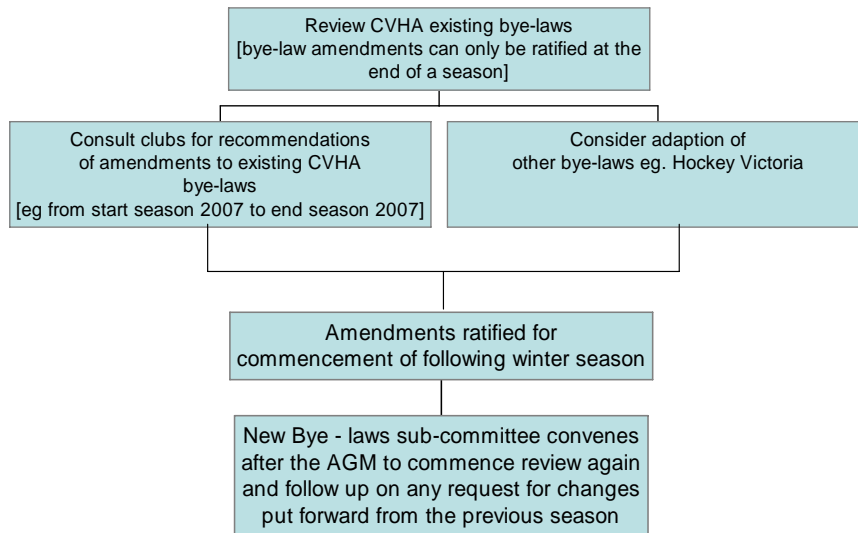 Review CVHA existing bye-laws
[bye-law amendments can only be ratified at the
end of a season]
Consult clubs for recommendations
of amendments to existing CVHA
bye-laws
[eg from start season 2007 to end season 2007]
Consider adaption of
other bye-laws eg. Hockey Victoria
Amendments ratified for
commencement of following winter season
New Bye - laws sub-committee convenes
after the AGM to commence review again
and follow up on any request for changes
put forward from the previous season